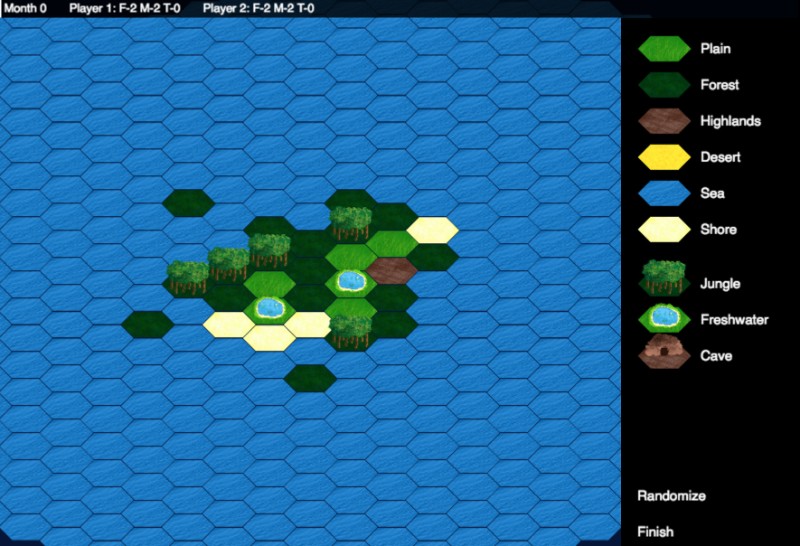 Month 0 Player 1: F-2 M-2 T-0 Player 2: F-2 M-2 T-0
Plain
Forest
Highlands
Desert
Sea
Shore
Jungle
Freshwater
Cave
Randomize
Finish